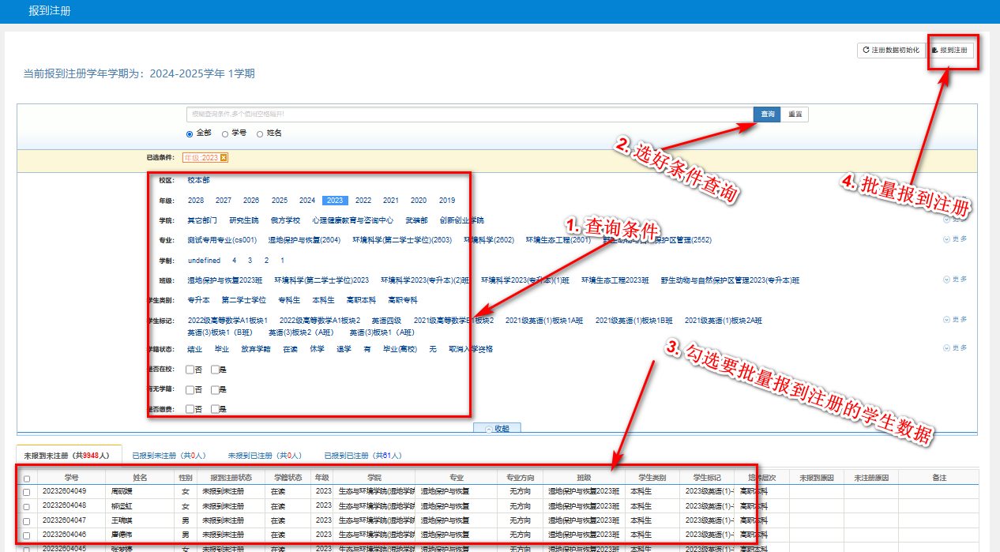 报到注册
注册数据初始化 报到注册
当前报到注册学年学期为：2024-2025学年 1学期
模糊查询条件,多个值用空格隔开! 查询 重置
全部 学号 姓名
2. 选好条件查询
已选条件： 年级:2023
校区： 校本部
4. 批量报到注册
年级： 2028 2027 2026 2025 2024 2023 2022 2021 2020 2019
学院： 其它部门 研究生院 俄方学校 心理健康教育与咨询中心 武装部 创新创业学院 更多
1. 查询条件
专业： 测试专用专业(cs001) 湿地保护与恢复(2604) 环境科学(第二学士学位)(2603) 环境科学(2602) 环境生态工程(2601) 保护区管理(2552) 更多
学制： undefined 4 3 2 1
班级： 湿地保护与恢复2023班 环境科学(第二学士学位)2023 环境科学2023(专升本)(2)班 环境科学2023(专升本)(1)班 环境生态工程2023班 野生动物与自然保护区管理2023(专升本)班 更多
学生类别： 专升本 第二学士学位 专科生 本科生 高职本科 高职专科
学生标记： 2022级高等数学A1板块1 2022级高等数学A1板块2 英语四级 2021级高等数学B1板块2 2021级英语(1)板块1A班 2021级英语(1)板块1B班 2021级英语(1)板块2A班 更多
英语(3)板块1（B班） 英语(3)板块2（A班） 英语(3)板块1（A班）
学籍状态： 结业 毕业 放弃学籍 在读 休学 退学 有 毕业(离校) 无 取消入学资格 更多
3. 勾选要批量报到注册的学生数据
是否在校： 否 是
有无学籍： 否 是
是否缴费： 否 是
收起
未报到未注册（共9948人） 已报到未注册（共0人） 未报到已注册（共0人） 已报到已注册（共61人）
学号 姓名 性别 报到注册状态 学籍状态 年级 学院 专业 专业方向 班级 学生类别 学生标记 培养层次 未报到原因 未注册原因 备注
20232604049 周砚媛 女 未报到未注册 在读 2023 生态与环境学院(湿地学院 湿地保护与恢复 无方向 湿地保护与恢复2023班 本科生 2023级英语(1)- 高职本科
20232604048 柳运虹 女 未报到未注册 在读 2023 生态与环境学院(湿地学院 湿地保护与恢复 无方向 湿地保护与恢复2023班 本科生 2023级英语(1)- 高职本科
20232604047 王瑞琪 男 未报到未注册 在读 2023 生态与环境学院(湿地学院 湿地保护与恢复 无方向 湿地保护与恢复2023班 本科生 2023级英语(1)- 高职本科
20232604046 唐德伟 男 未报到未注册 在读 2023 生态与环境学院(湿地学院 湿地保护与恢复 无方向 湿地保护与恢复2023班 本科生 2023级英语(1)- 高职本科
20232604045 张梦婷 女 未报到未注册 在读 2023 生态与环境学院(湿地学院 湿地保护与恢复 无方向 湿地保护与恢复2023班 本科生 2023级英语(1)- 高职本科